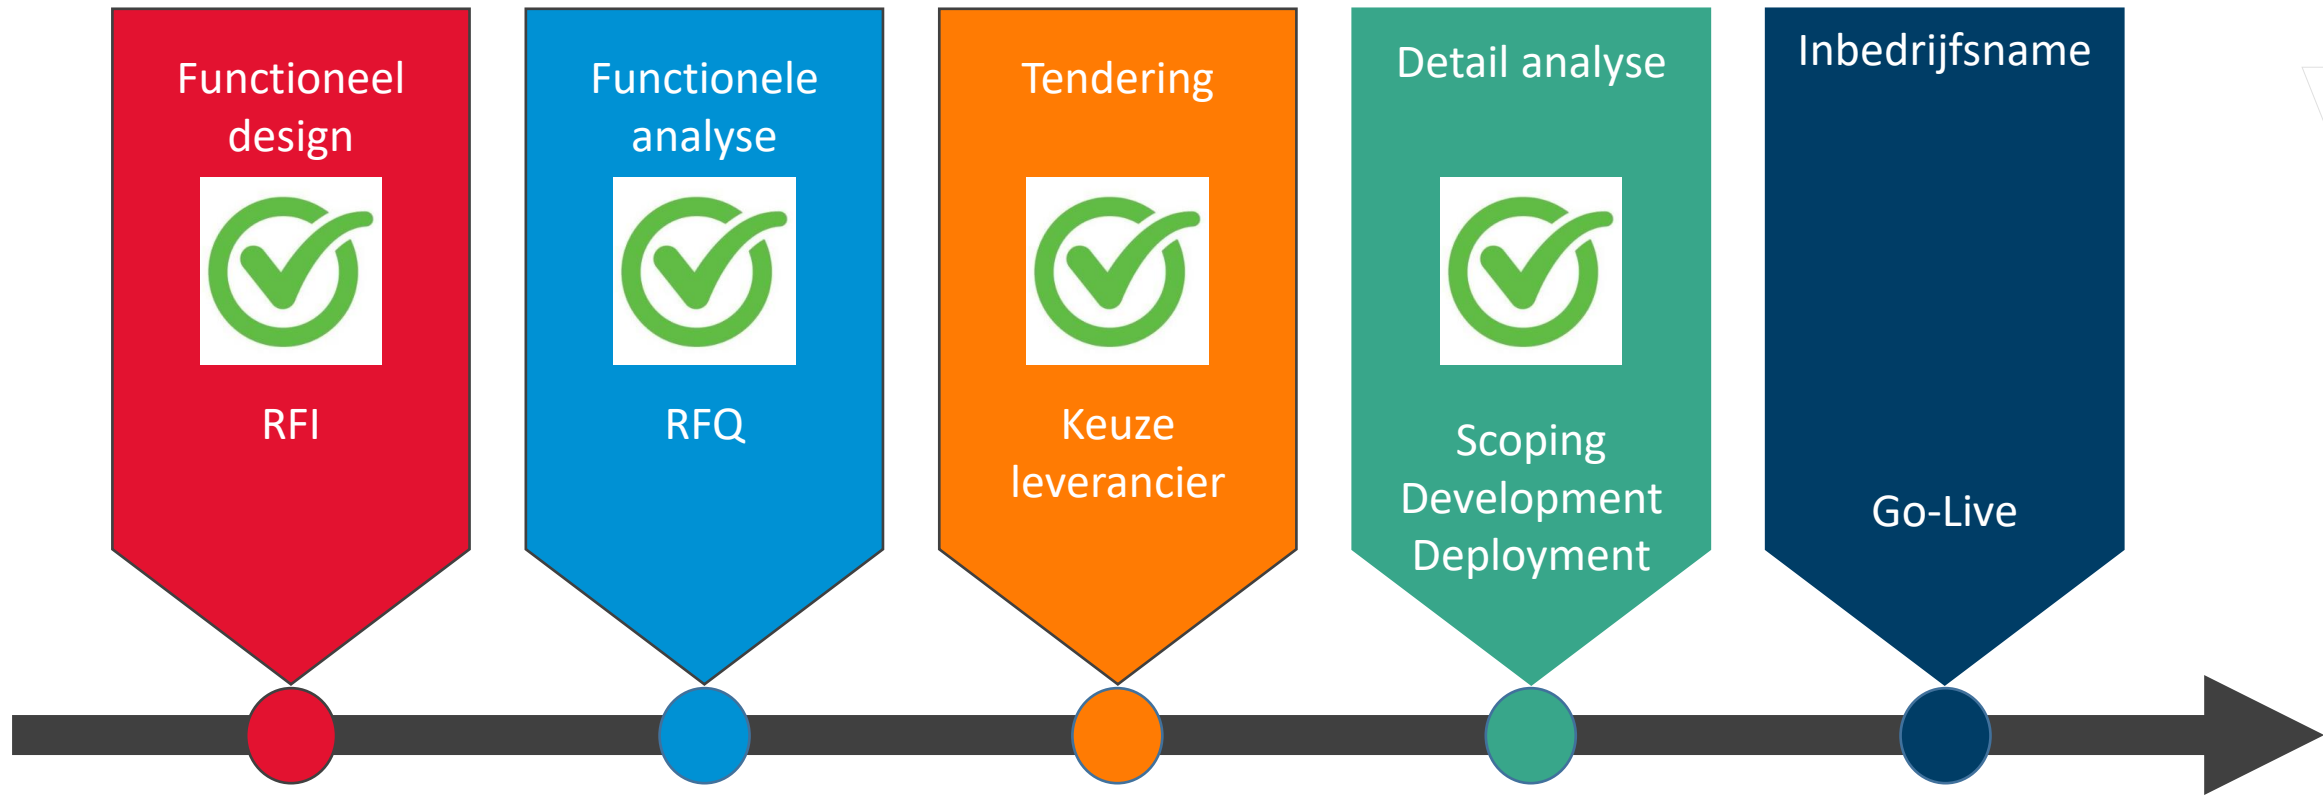 Functioneel
design
RFI
Functionele
analyse
RFQ
Tendering
Keuze
leverancier
Detail analyse
Scoping
Development
Deployment
Inbedrijfsname
Go-Live